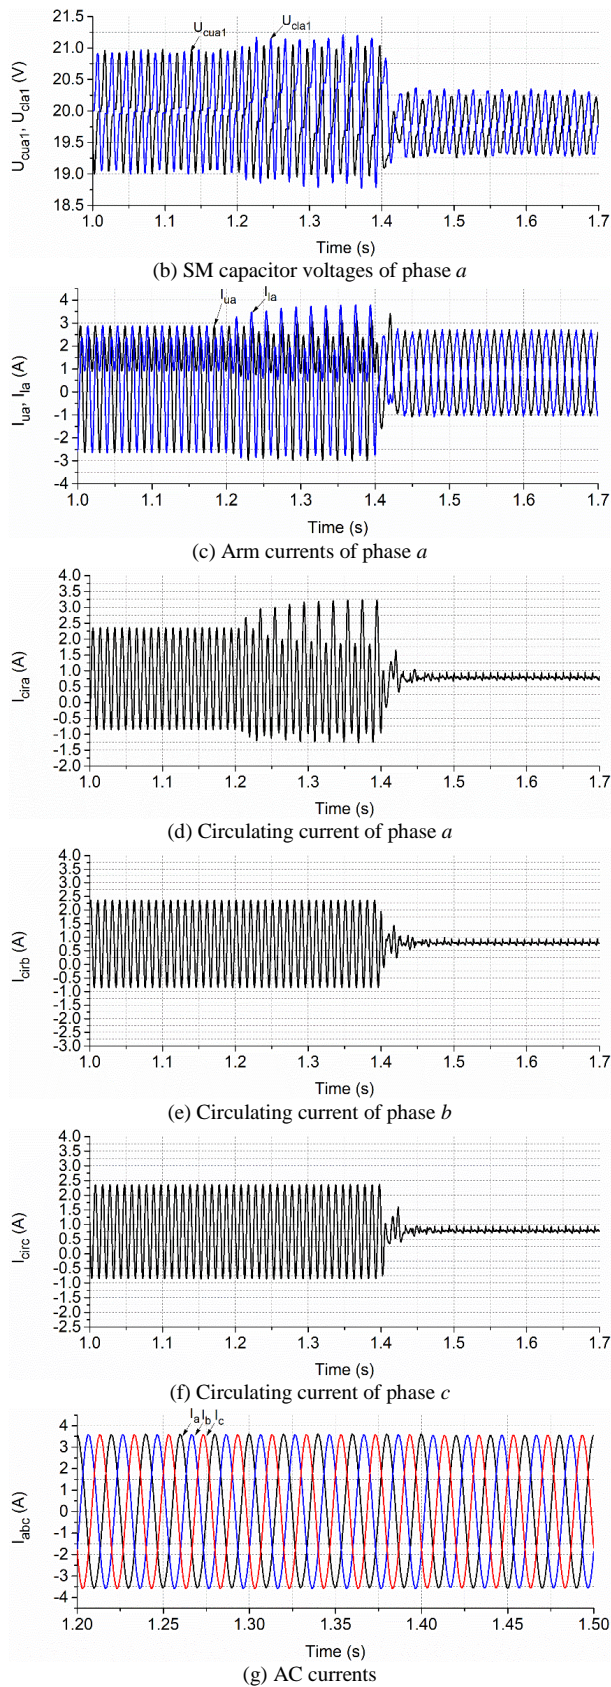 U_cua1, U_cla1 (V)
U_cua1
U_cla1
21.5
21.0
20.5
20.0
19.5
19.0
18.5
1.0 1.1 1.2 1.3 1.4 1.5 1.6 1.7
Time (s)
(b) SM capacitor voltages of phase a
I_ua, I_la (A)
I_ua
I_la
4
3
2
1
0
1
-2
-3
-4
1.0 1.1 1.2 1.3 1.4 1.5 1.6 1.7
Time (s)
(c) Arm currents of phase a
I_cira (A)
4.0
3.5
3.0
2.5
2.0
1.5
1.0
0.5
0.0
-0.5
-1.0
-1.5
-2.0
1.0 1.1 1.2 1.3 1.4 1.5 1.6 1.7
Time (s)
(d) Circulating current of phase a
I_cirb (A)
4.0
3.5
3.0
2.5
2.0
1.5
1.0
0.5
0.0
-0.5
-1.0
-1.5
-2.0
-2.5
-3.0
1.0 1.1 1.2 1.3 1.4 1.5 1.6 1.7
Time (s)
(e) Circulating current of phase b
I_circ (A)
4.0
3.5
3.0
2.5
2.0
1.5
1.0
0.5
0.0
-0.5
-1.0
-1.5
-2.0
-2.5
1.0 1.1 1.2 1.3 1.4 1.5 1.6 1.7
Time (s)
(f) Circulating current of phase c
I_abc (A)
I_a I_b I_c
4
3
2
1
0
-1
-2
-3
-4
1.20 1.25 1.30 1.35 1.40 1.45 1.50
Time (s)
(g) AC currents